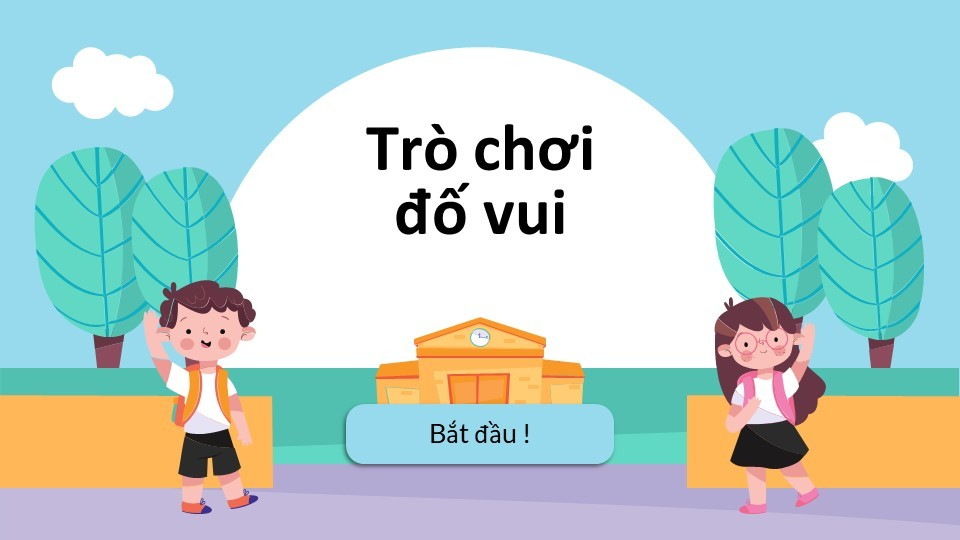 Trò chơi
đố vui
Bắt đầu !